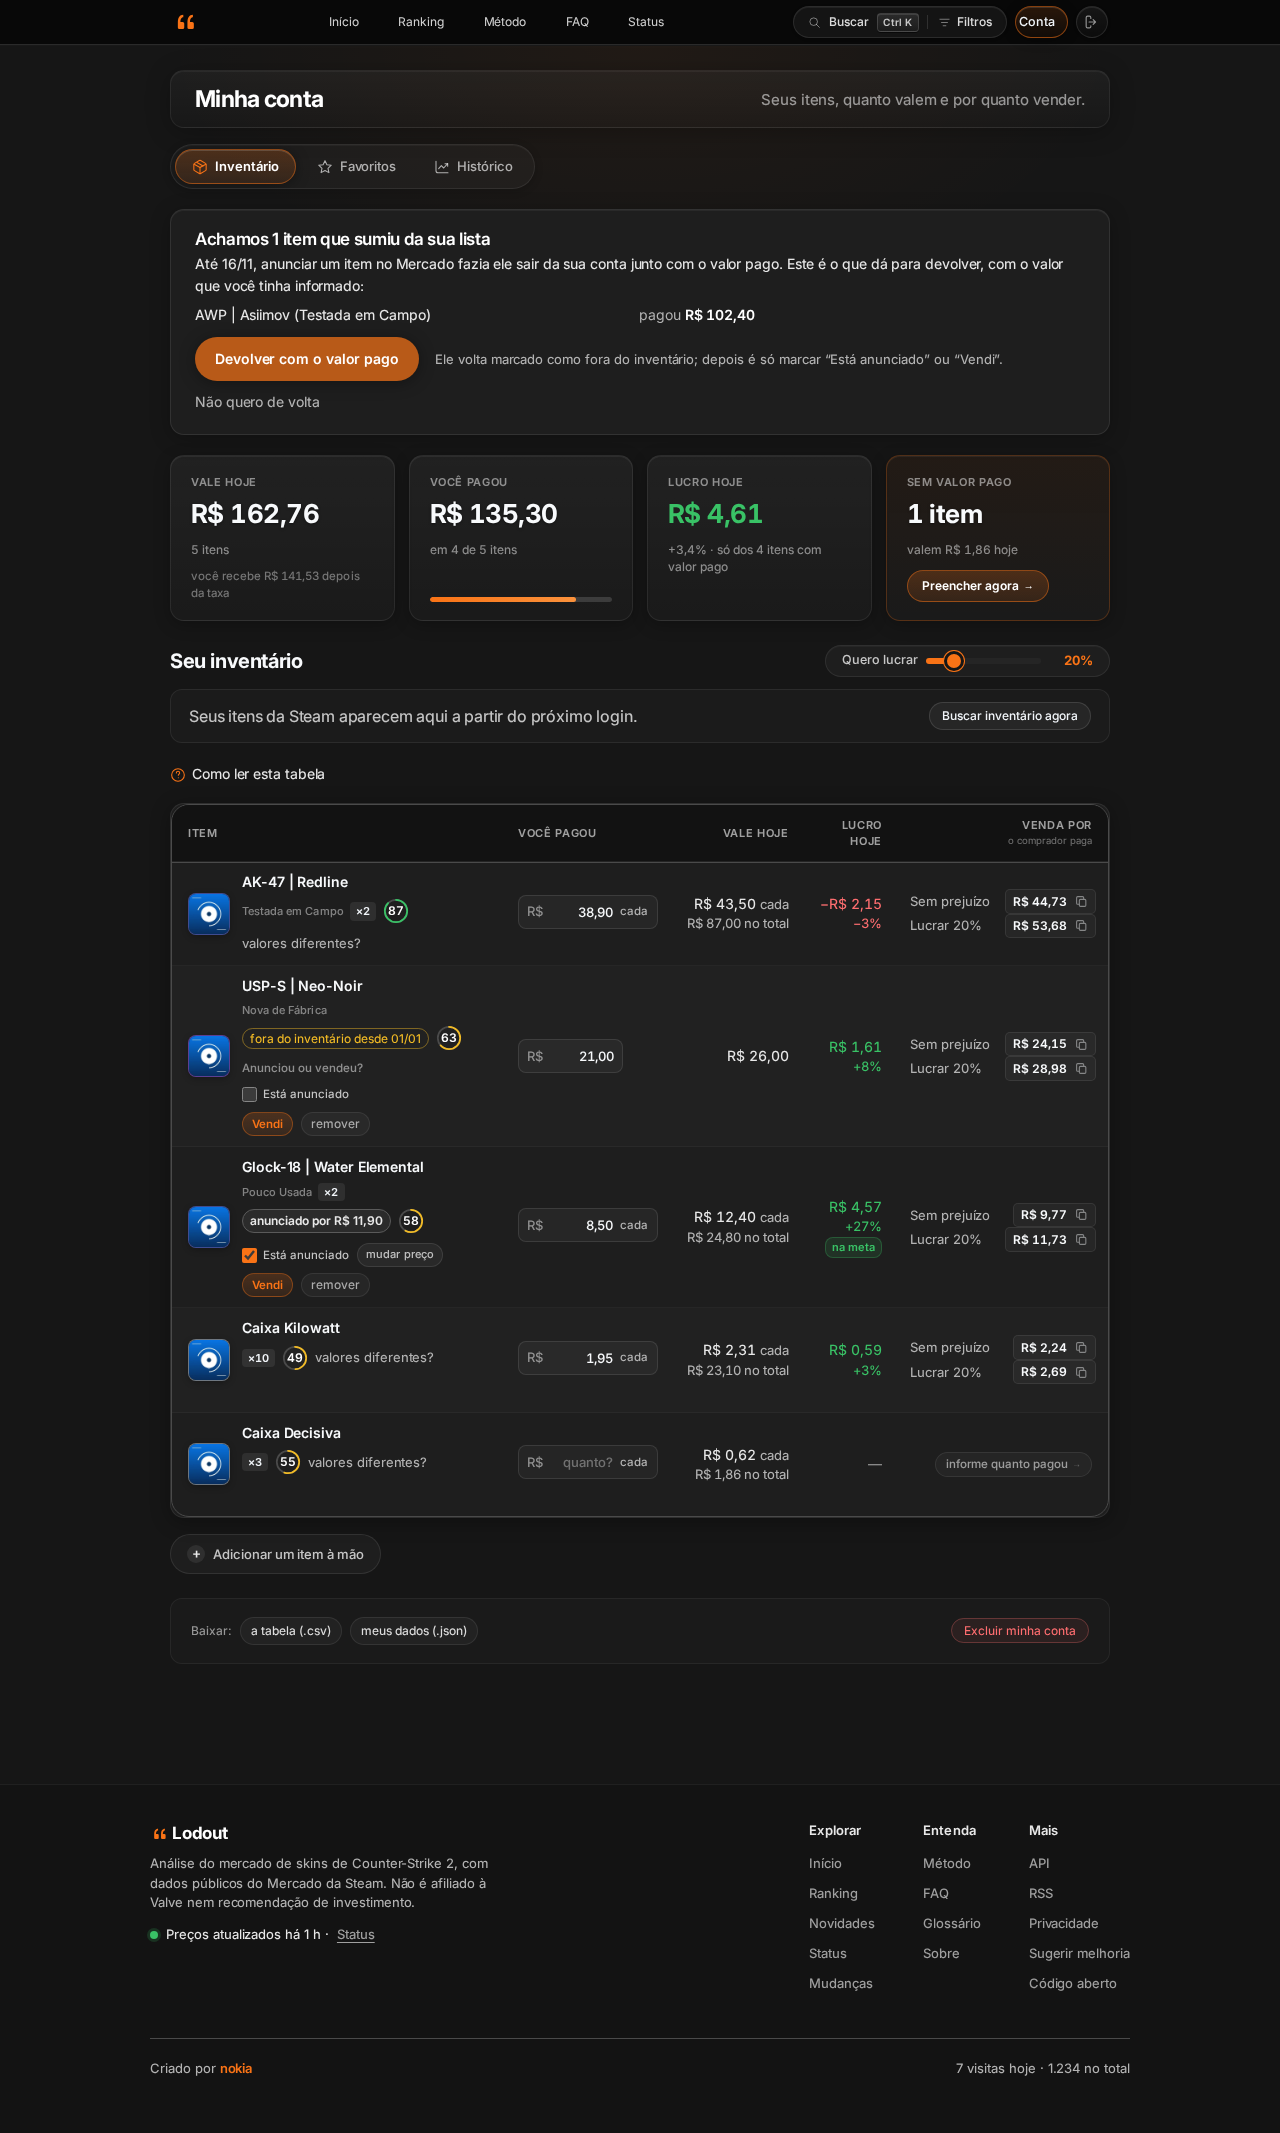 Início Ranking Método FAQ Status Buscar Ctrl K Filtros Conta
Minha conta
Seus itens, quanto valem e por quanto vender.
Inventário Favoritos Histórico
Achamos 1 item que sumiu da sua lista
Até 16/11, anunciar um item no Mercado fazia ele sair da sua conta junto com o valor pago. Este é o que dá para devolver, com o valor
que você tinha informado:
AWP | Asiimov (Testada em Campo) pagou R$ 102,40
Devolver com o valor pago Ele volta marcado como fora do inventário; depois é só marcar “Está anunciado” ou “Vendi”.
Não quero de volta
VALE HOJE
R$ 162,76
5 itens
você recebe R$ 141,53 depois
da taxa
VOCÊ PAGOU
R$ 135,30
em 4 de 5 itens
LUCRO HOJE
R$ 4,61
+3,4% · só dos 4 itens com
valor pago
SEM VALOR PAGO
1 item
valem R$ 1,86 hoje
Preencher agora →
Seu inventário
Quero lucrar 20%
Seus itens da Steam aparecem aqui a partir do próximo login.
Buscar inventário agora
Como ler esta tabela
ITEM VOCÊ PAGOU VALE HOJE LUCRO HOJE VENDA POR
o comprador paga
AK-47 | Redline
Testada em Campo ×2 87
valores diferentes?
R$ 38,90 cada
R$ 43,50 cada
R$ 87,00 no total
−R$ 2,15
−3%
Sem prejuízo R$ 44,73
Lucrar 20% R$ 53,68
USP-S | Neo-Noir
Nova de Fábrica
fora do inventário desde 01/01 63
Anunciou ou vendeu?
Está anunciado
Vendi remover
R$ 21,00
R$ 26,00
R$ 1,61
+8%
Sem prejuízo R$ 24,15
Lucrar 20% R$ 28,98
Glock-18 | Water Elemental
Pouco Usada ×2
anunciado por R$ 11,90 58
Está anunciado mudar preço
Vendi remover
R$ 8,50 cada
R$ 12,40 cada
R$ 24,80 no total
R$ 4,57
+27%
na meta
Sem prejuízo R$ 9,77
Lucrar 20% R$ 11,73
Caixa Kilowatt
×10 49 valores diferentes?
R$ 1,95 cada
R$ 2,31 cada
R$ 23,10 no total
R$ 0,59
+3%
Sem prejuízo R$ 2,24
Lucrar 20% R$ 2,69
Caixa Decisiva
×3 55 valores diferentes?
R$ quanto? cada
R$ 0,62 cada
R$ 1,86 no total
—
informe quanto pagou →
+ Adicionar um item à mão
Baixar: a tabela (.csv) meus dados (.json) Excluir minha conta
Lodout
Análise do mercado de skins de Counter-Strike 2, com
dados públicos do Mercado da Steam. Não é afiliado à
Valve nem recomendação de investimento.
Preços atualizados há 1 h · Status
Explorar
Início
Ranking
Novidades
Status
Mudanças
Entenda
Método
FAQ
Glossário
Sobre
Mais
API
RSS
Privacidade
Sugerir melhoria
Código aberto
Criado por nokia
7 visitas hoje · 1.234 no total